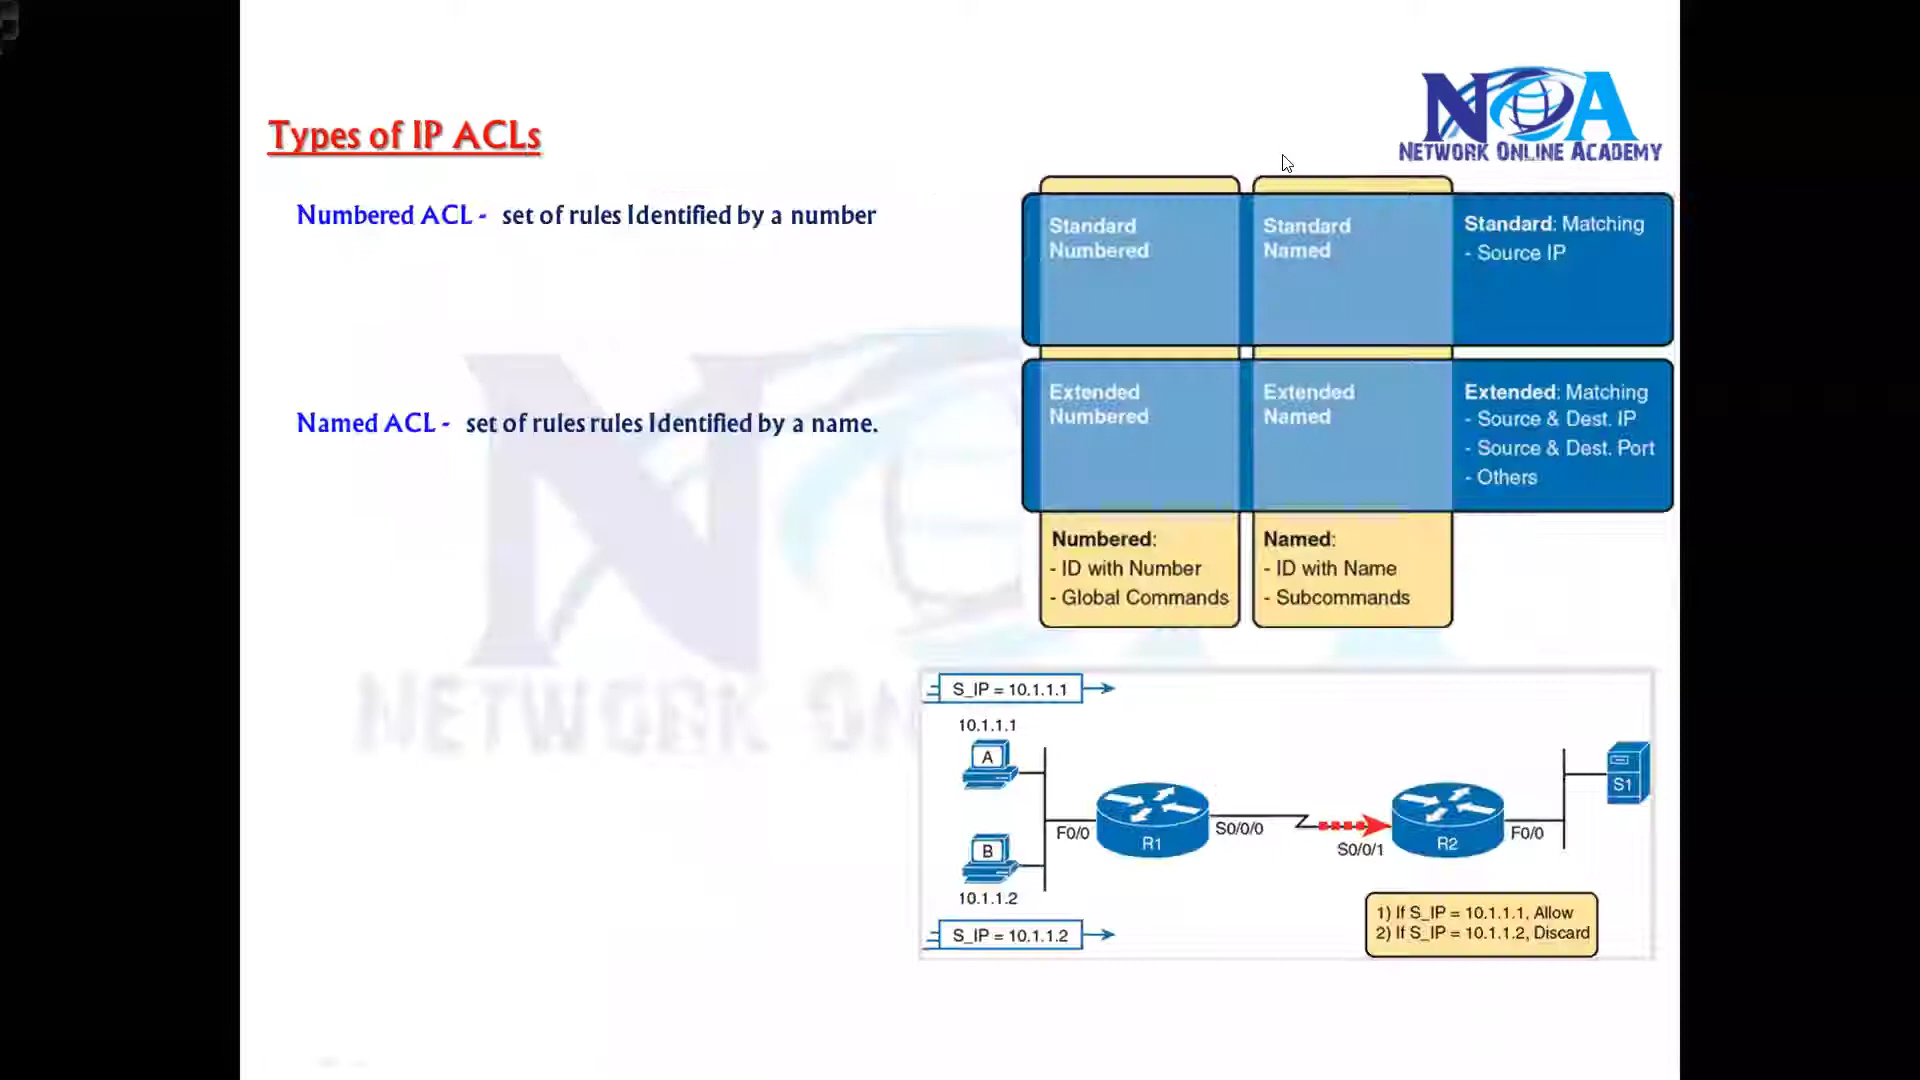 NOA
NETWORK ONLINE ACADEMY
Types of IP ACLs
Numbered ACL - set of rules Identified by a number
Named ACL - set of rules rules Identified by a name.
Standard
Numbered
Standard
Named
Standard: Matching
- Source IP
Extended
Numbered
Extended
Named
Extended: Matching
- Source & Dest. IP
- Source & Dest. Port
- Others
Numbered:
- ID with Number
- Global Commands
Named:
- ID with Name
- Subcommands
NETWORK ON
S_IP = 10.1.1.1
10.1.1.1
A
S1
F0/0
R1
S0/0/0
S0/0/1
R2
F0/0
B
10.1.1.2
S_IP = 10.1.1.2
1) If S_IP = 10.1.1.1, Allow
2) If S_IP = 10.1.1.2, Discard